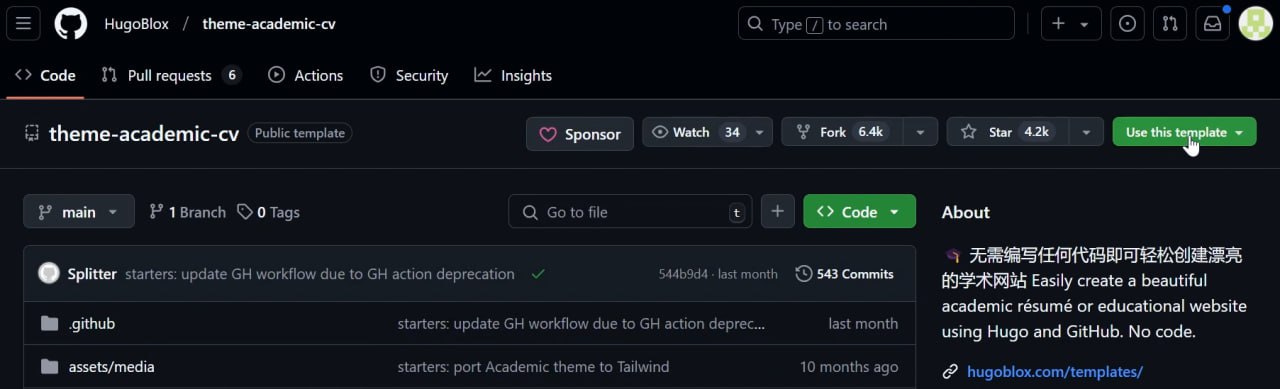 HugoBlox / theme-academic-cv
Type / to search
Code
Pull requests 6
Actions
Security
Insights
theme-academic-cv Public template
Sponsor
Watch 34
Fork 6.4k
Star 4.2k
Use this template
main
1 Branch
0 Tags
Go to file t
Code
About
Splitter starters: update GH workflow due to GH action deprecation
544b9d4 · last month
543 Commits
.github starters: update GH workflow due to GH action deprec... last month
assets/media starters: port Academic theme to Tailwind 10 months ago
🎓 无需编写任何代码即可轻松创建漂亮
的学术网站 Easily create a beautiful
academic résumé or educational website
using Hugo and GitHub. No code.
hugoblox.com/templates/